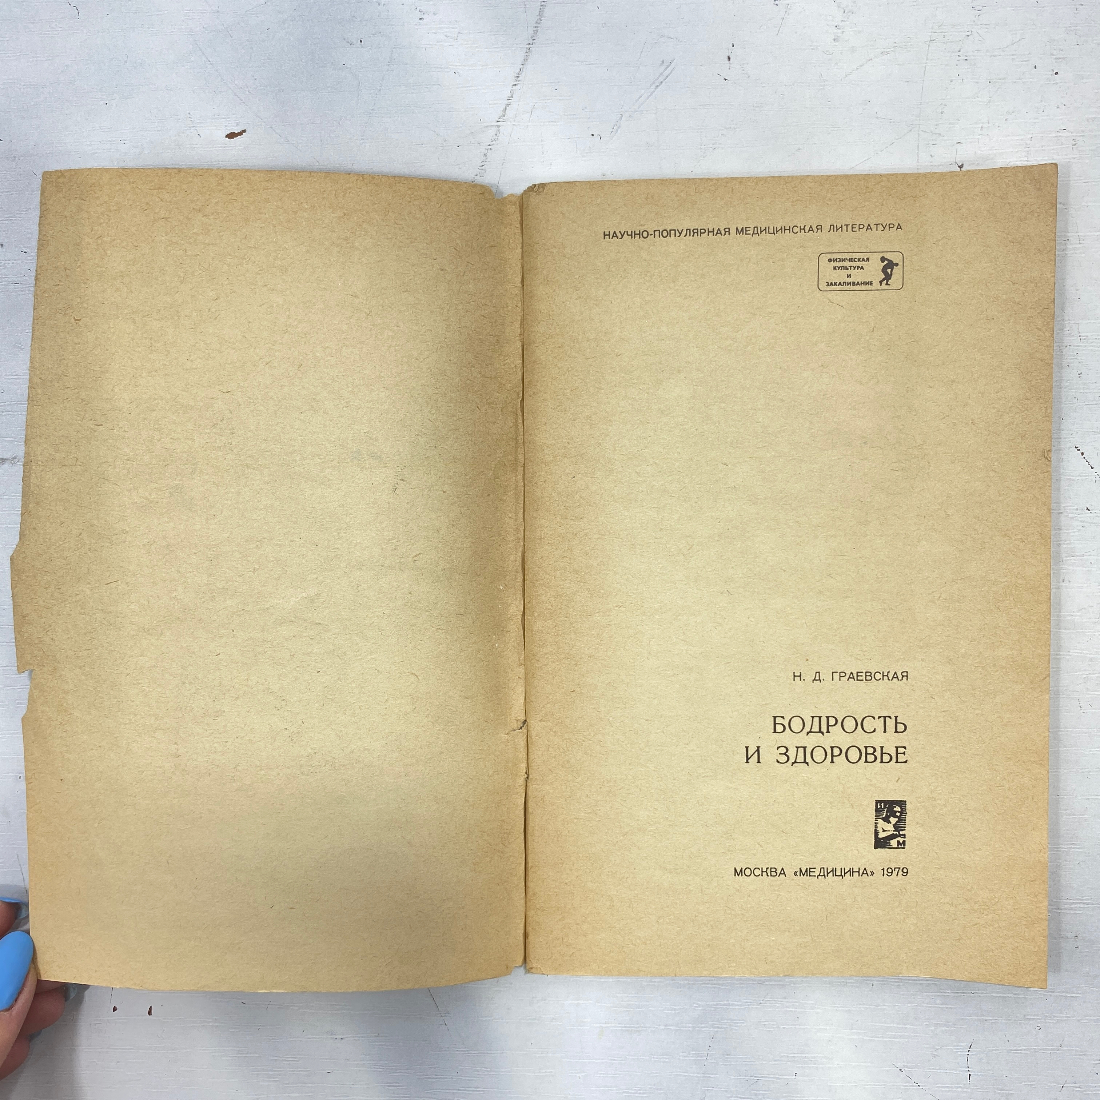 НАУЧНО-ПОПУЛЯРНАЯ МЕДИЦИНСКАЯ ЛИТЕРАТУРА
ФИЗИЧЕСКАЯ
КУЛЬТУРА
И
ЗАКАЛИВАНИЕ
Н. Д. ГРАЕВСКАЯ
БОДРОСТЬ
И ЗДОРОВЬЕ
М
МОСКВА «МЕДИЦИНА» 1979